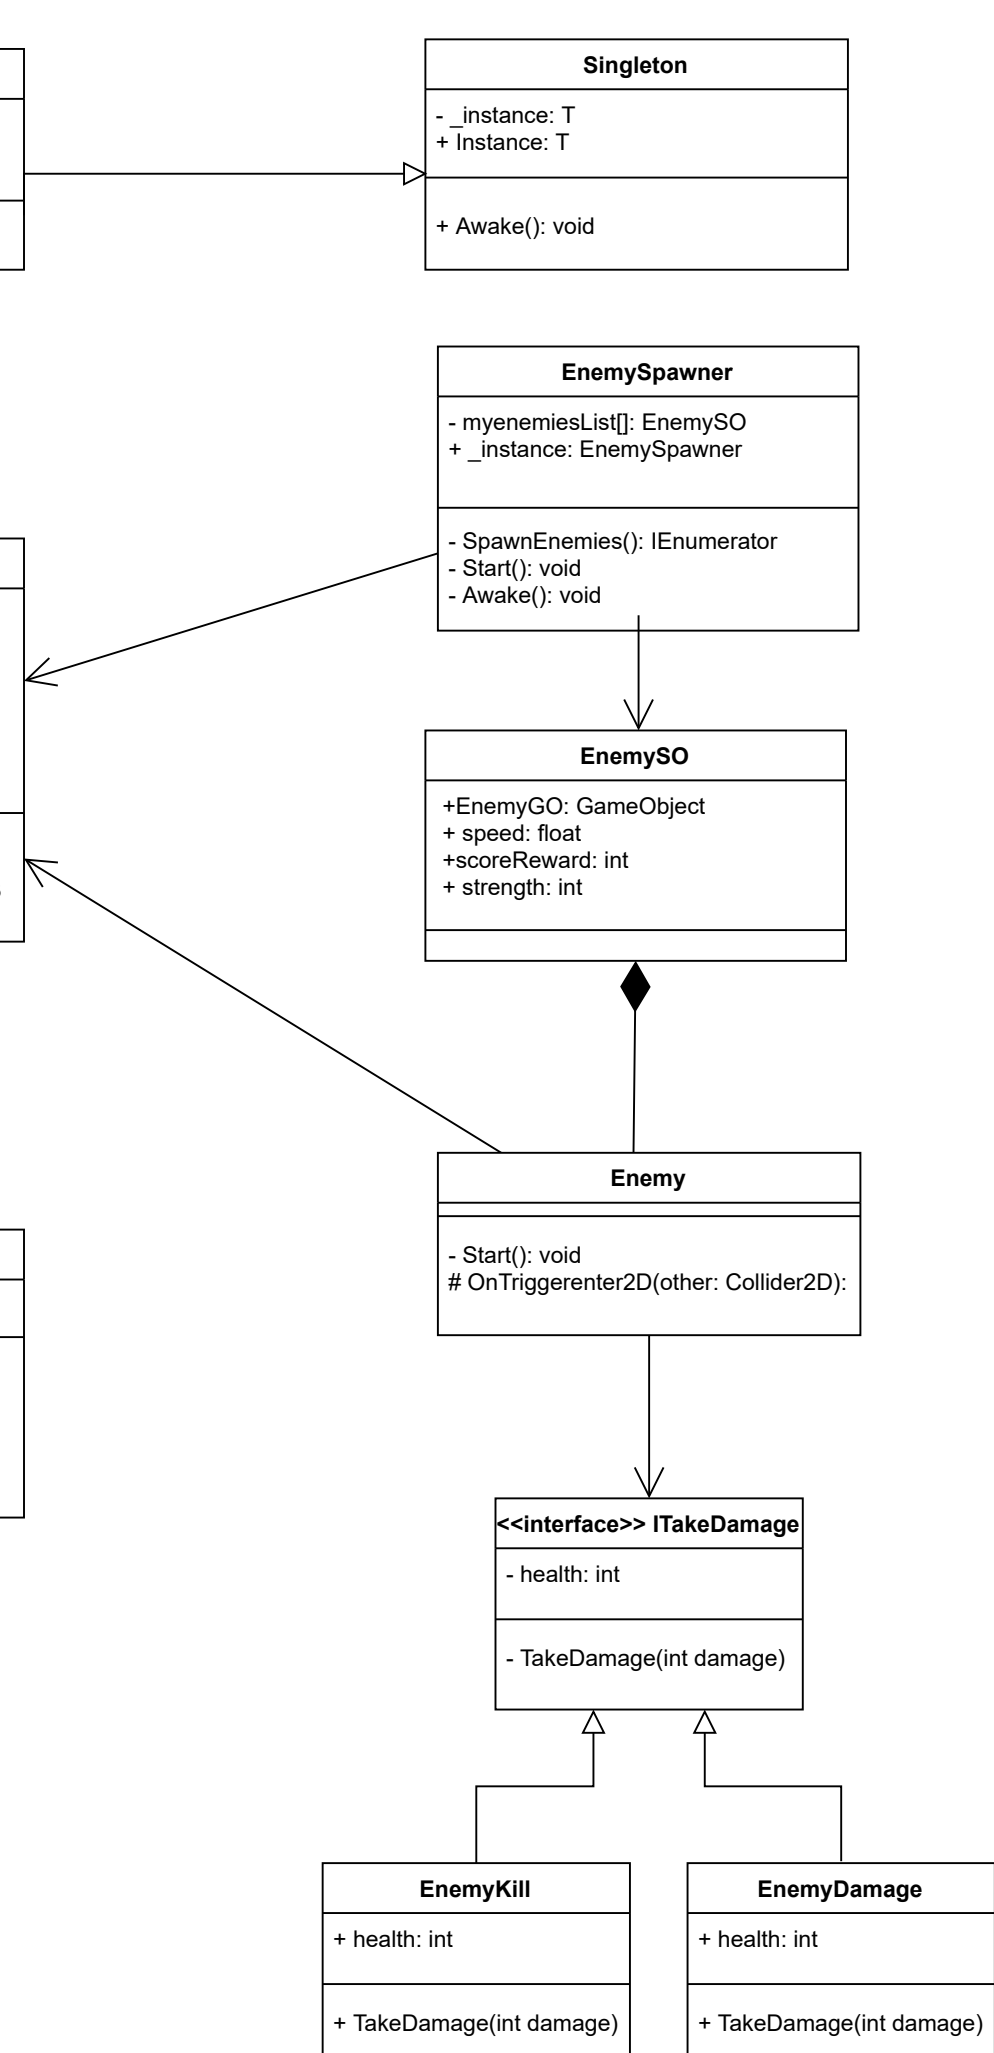 Singleton
- _instance: T
+ Instance: T
+ Awake(): void
EnemySpawner
- myenemiesList[]: EnemySO
+ _instance: EnemySpawner
- SpawnEnemies(): IEnumerator
- Start(): void
- Awake(): void
EnemySO
+EnemyGO: GameObject
+ speed: float
+scoreReward: int
+ strength: int
Enemy
- Start(): void
# OnTriggerenter2D(other: Collider2D):
<<interface>> ITakeDamage
- health: int
- TakeDamage(int damage)
EnemyKill
+ health: int
+ TakeDamage(int damage)
EnemyDamage
+ health: int
+ TakeDamage(int damage)